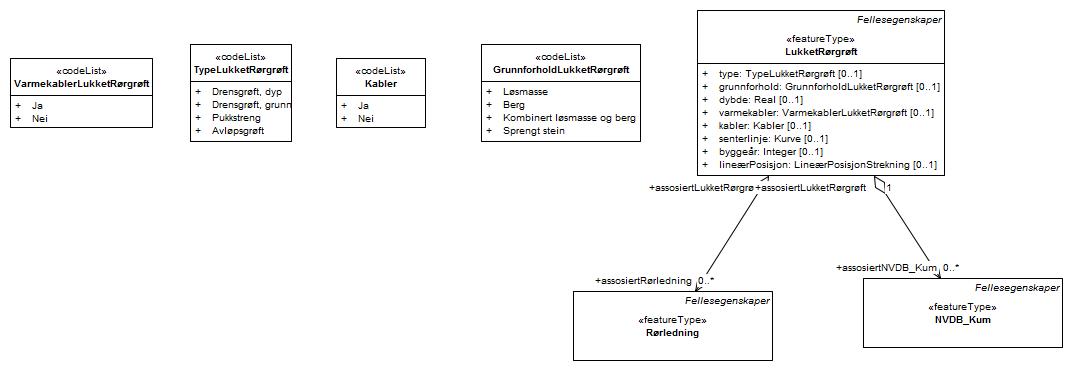 «codeList»
VarmekablerLukketRørgrøft
+ Ja
+ Nei
«codeList»
TypeLukketRørgrøft
+ Drensgrøft, dyp
+ Drensgrøft, grunn
+ Pukkstreng
+ Avløpsgrøft
«codeList»
Kabler
+ Ja
+ Nei
«codeList»
GrunnforholdLukketRørgrøft
+ Løsmasse
+ Berg
+ Kombinert løsmasse og berg
+ Sprengt stein
Fellesegenskaper
«featureType»
LukketRørgrøft
+ type: TypeLukketRørgrøft [0..1]
+ grunnforhold: GrunnforholdLukketRørgrøft [0..1]
+ dybde: Real [0..1]
+ varmekabler: VarmekablerLukketRørgrøft [0..1]
+ kabler: Kabler [0..1]
+ senterlinje: Kurve [0..1]
+ byggeår: Integer [0..1]
+ lineærPosisjon: LineærPosisjonStrekning [0..1]
+assosiertLukketRørgrø +assosiertLukketRørgrøft 1
+assosiertRørledning 0..*
+assosiertNVDB_Kum 0..*
Fellesegenskaper
«featureType»
Rørledning
Fellesegenskaper
«featureType»
NVDB_Kum